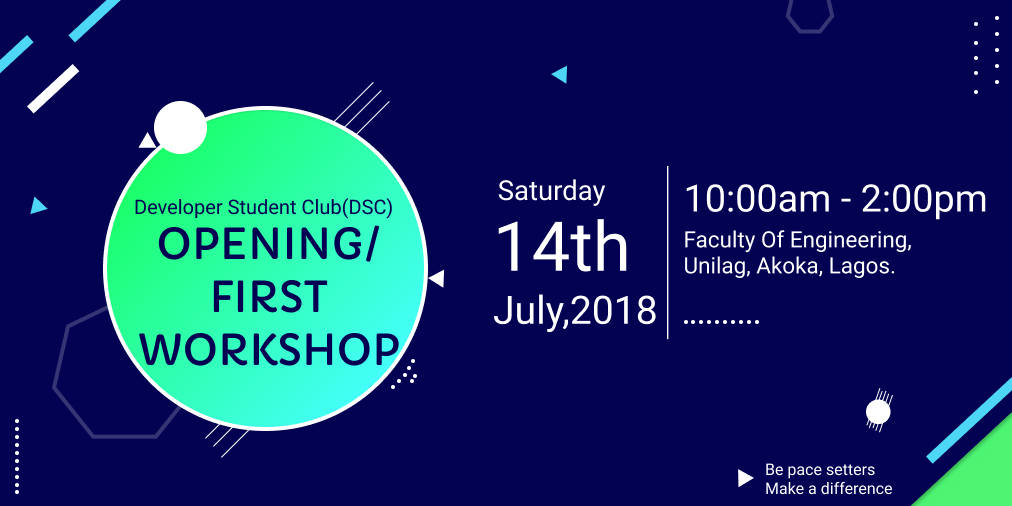 Developer Student Club(DSC)
OPENING/
FIRST
WORKSHOP
Saturday
14th
July,2018
10:00am - 2:00pm
Faculty Of Engineering,
Unilag, Akoka, Lagos.
..........
Be pace setters
Make a difference